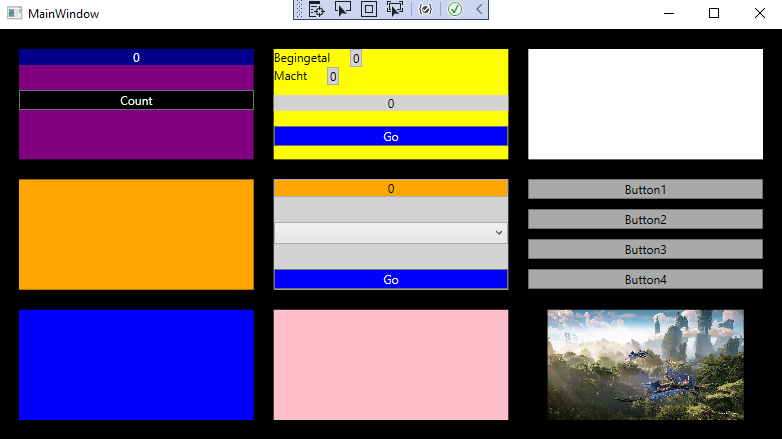 MainWindow
0
Count
Begingetal 0
Macht 0
0
Go
0
Go
Button1
Button2
Button3
Button4